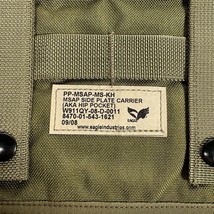 PP-MSAP-MS-KH
MSAP SIDE PLATE CARRIER
(AKA HIP POCKET)
W911QY-08-D-0011
8470-01-543-1621
09/08
www.eagleindustries.com
EAGLE